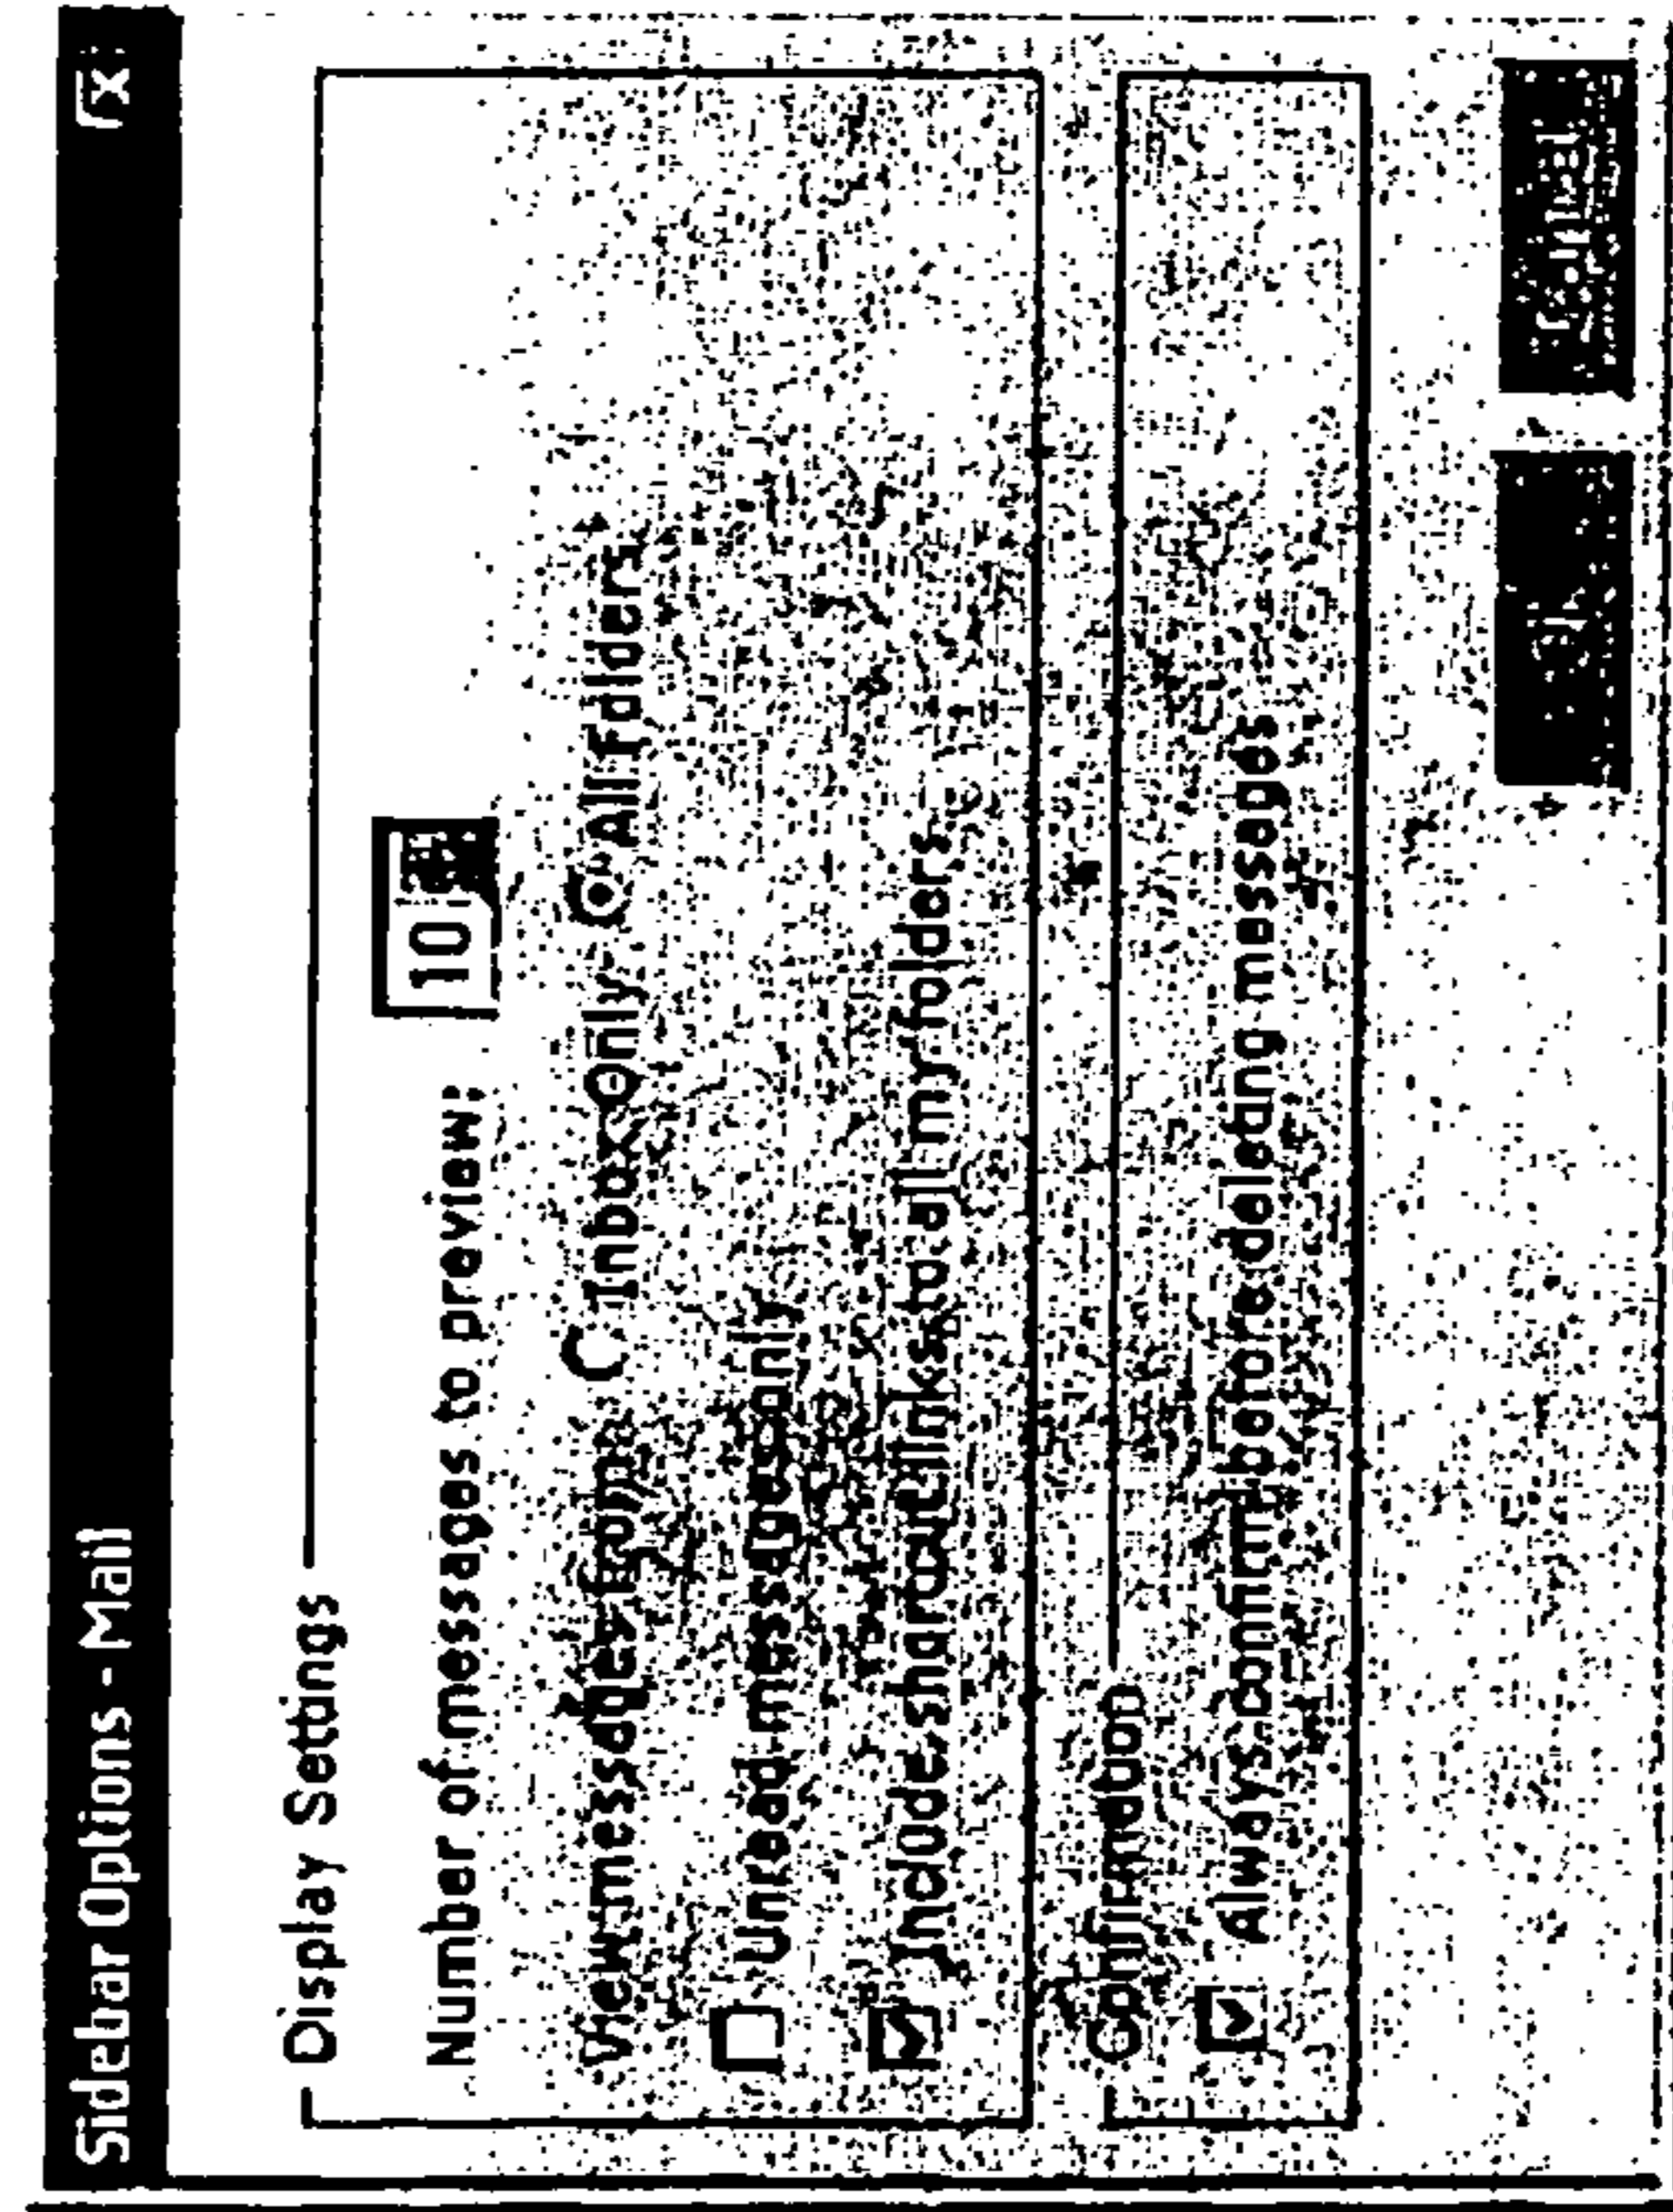 Sidebar Options - Mail
Display Settings
Number of messages to preview: 10
View messages from: Inbox only All Folders
Unread messages only
Include shortcut links to all my folders
Confirmation
Always confirm before deleting messages
Cancel